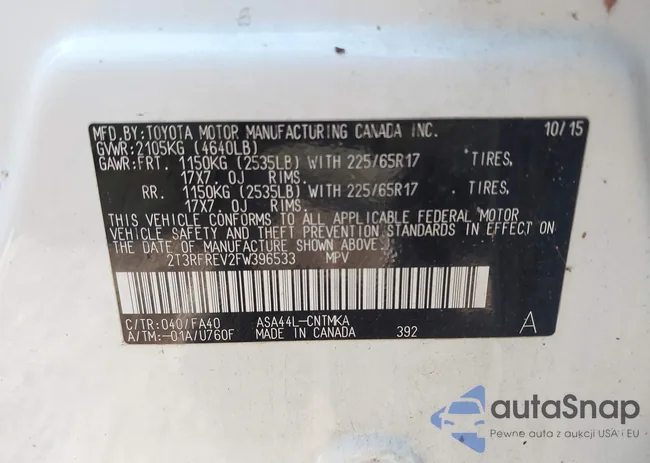 MFD.BY:TOYOTA MOTOR MANUFACTURING CANADA INC. 10/15
GVWR:2105KG (4640LB)
GAWR:FRT. 1150KG (2535LB) WITH 225/65R17 TIRES,
17X7.0J RIMS.
RR. 1150KG (2535LB) WITH 225/65R17 TIRES,
17X7.0J RIMS.
THIS VEHICLE CONFORMS TO ALL APPLICABLE FEDERAL MOTOR
VEHICLE SAFETY AND THEFT PREVENTION STANDARDS IN EFFECT
ON THE DATE OF MANUFACTURE SHOWN ABOVE.
2T3RFREV2FW396533 MPV
C/TR:040/FA40 ASA44L-CNTMKA
A/TM:-01A/U760F MADE IN CANADA 392 A
autoSnap
Pewne auta z aukcji USA i EU